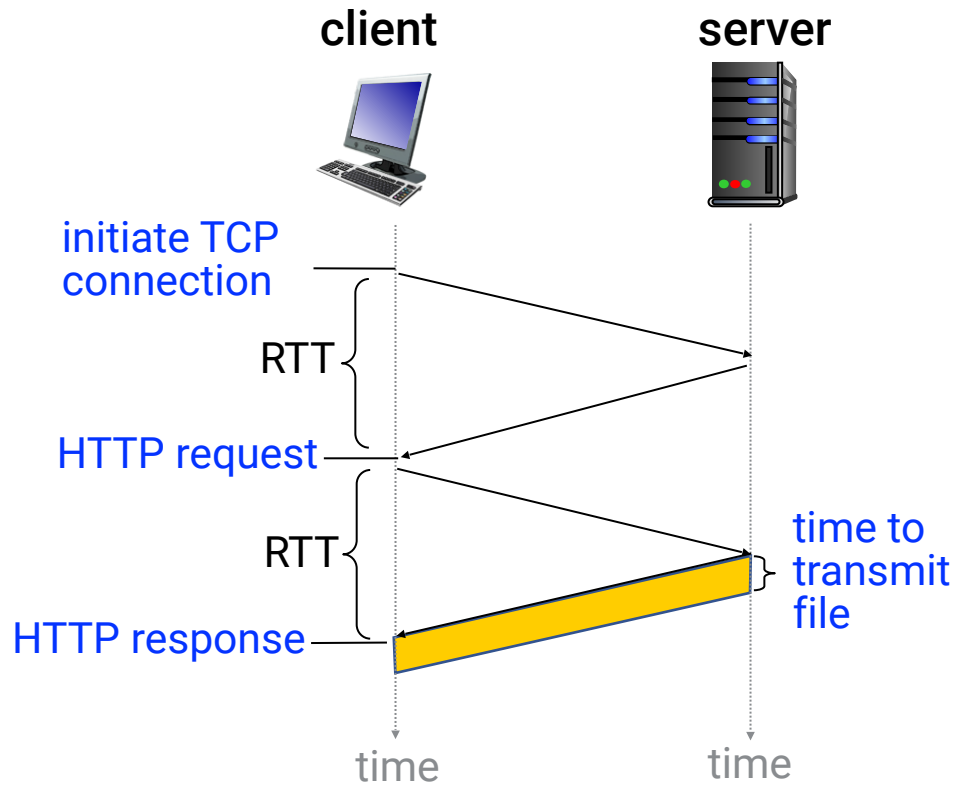 client
server
initiate TCP
connection
RTT
HTTP request
RTT
time to
transmit
file
HTTP response
time
time